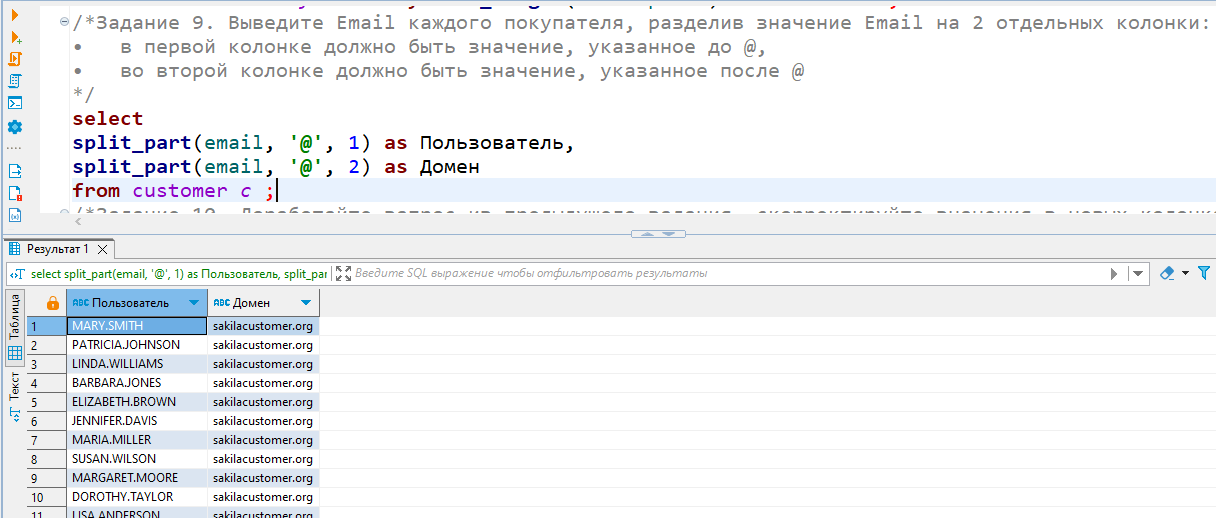 /*Задание 9. Выведите Email каждого покупателя, разделив значение Email на 2 отдельных колонки:
• в первой колонке должно быть значение, указанное до @,
• во второй колонке должно быть значение, указанное после @
*/
select
split_part(email, '@', 1) as Пользователь,
split_part(email, '@', 2) as Домен
from customer c ;
Результат 1
select split_part(email, '@', 1) as Пользователь, split_par
Введите SQL выражение чтобы отфильтровать результаты
Таблица
Текст
ABC Пользователь ABC Домен
1 MARY.SMITH sakilacustomer.org
2 PATRICIA.JOHNSON sakilacustomer.org
3 LINDA.WILLIAMS sakilacustomer.org
4 BARBARA.JONES sakilacustomer.org
5 ELIZABETH.BROWN sakilacustomer.org
6 JENNIFER.DAVIS sakilacustomer.org
7 MARIA.MILLER sakilacustomer.org
8 SUSAN.WILSON sakilacustomer.org
9 MARGARET.MOORE sakilacustomer.org
10 DOROTHY.TAYLOR sakilacustomer.org
11 LISA.ANDERSON sakilacustomer.org